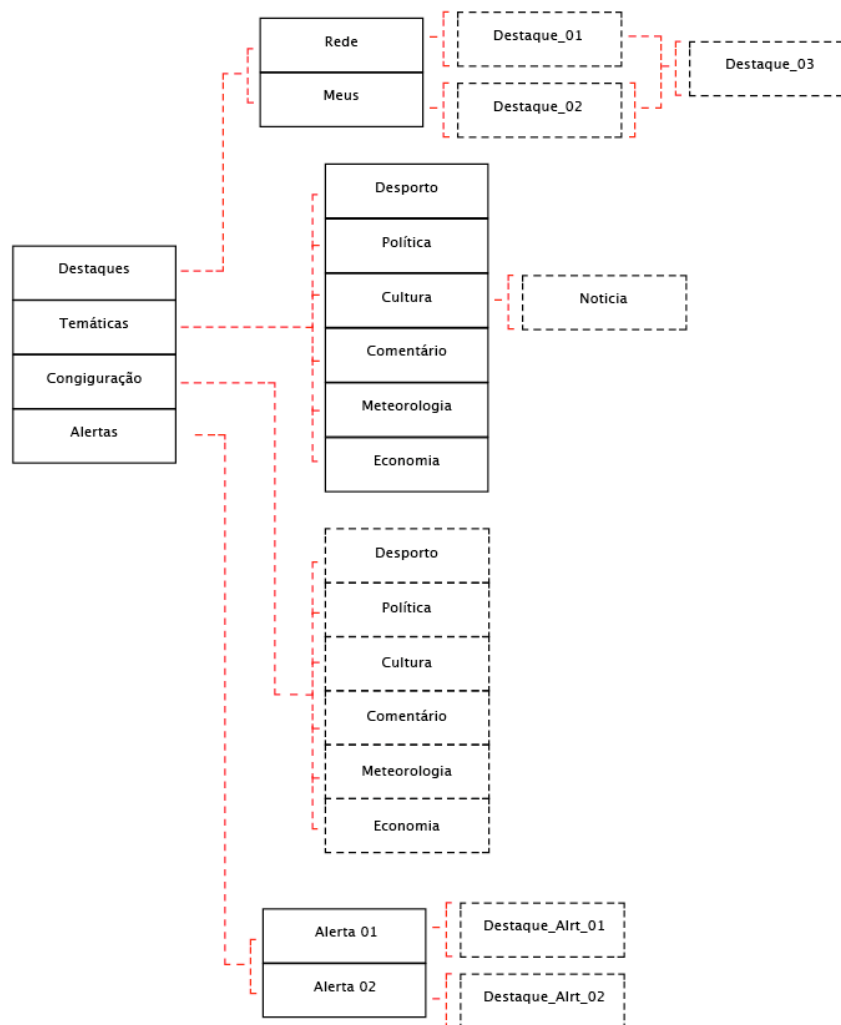 Rede
Destaque_01
Destaque_03
Meus
Destaque_02
Desporto
Política
Destaques
Cultura
Noticia
Temáticas
Comentário
Congiguração
Meteorologia
Alertas
Economia
Desporto
Política
Cultura
Comentário
Meteorologia
Economia
Alerta 01
Destaque_Alrt_01
Alerta 02
Destaque_Alrt_02